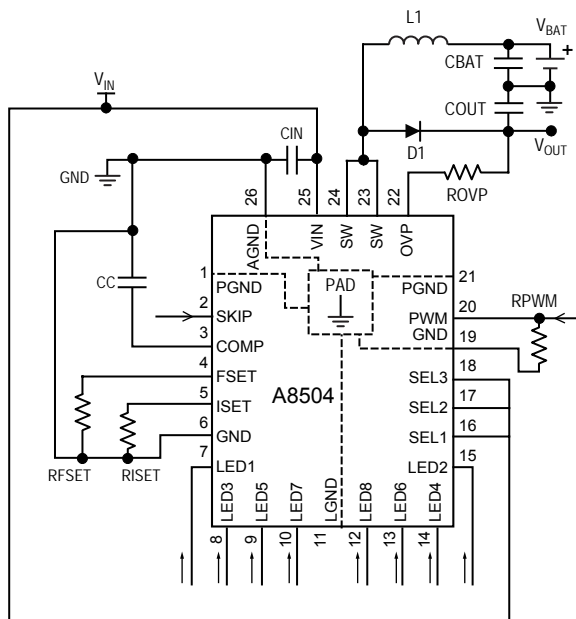 L1
V_BAT
+
CBAT
V_IN
COUT
CIN
D1
V_OUT
GND
ROVP
26
25
24
23
22
AGND
VIN
SW
SW
OVP
1
PGND
PAD
PGND
21
CC
2
SKIP
PWM
20
RPWM
3
COMP
GND
19
4
FSET
SEL3
18
5
ISET
A8504
SEL2
17
6
GND
SEL1
16
RFSET
RISET
7
LED1
LED2
15
LED3
LED5
LED7
LGND
LED8
LED6
LED4
8
9
10
11
12
13
14